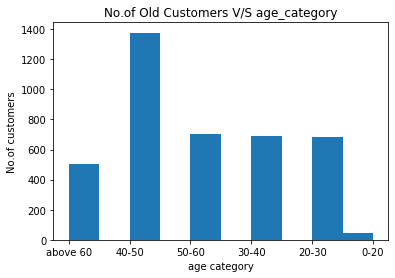 No.of Old Customers V/S age_category
No.of customers
1400
1200
1000
800
600
400
200
0
above 60 40-50 50-60 30-40 20-30 0-20
age category